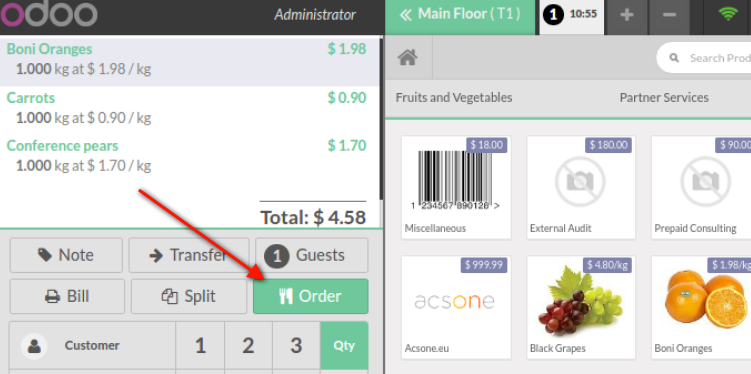 odoo
Administrator
Boni Oranges $ 1.98
1.000 kg at $ 1.98 / kg
Carrots $ 0.90
1.000 kg at $ 0.90 / kg
Conference pears $ 1.70
1.000 kg at $ 1.70 / kg
Total: $ 4.58
Note Transfer 1 Guests
Bill Split Order
Customer 1 2 3 Qty
« Main Floor ( T1 ) 1 10:55 + −
Search Prod
Fruits and Vegetables Partner Services
$ 18.00 $ 180.00 $ 90.00
1 "234567"890128" >
Miscellaneous External Audit Prepaid Consulting
$ 999.99 $ 4.80/kg $ 1.98/kg
acsone
Acsone.eu Black Grapes Boni Oranges